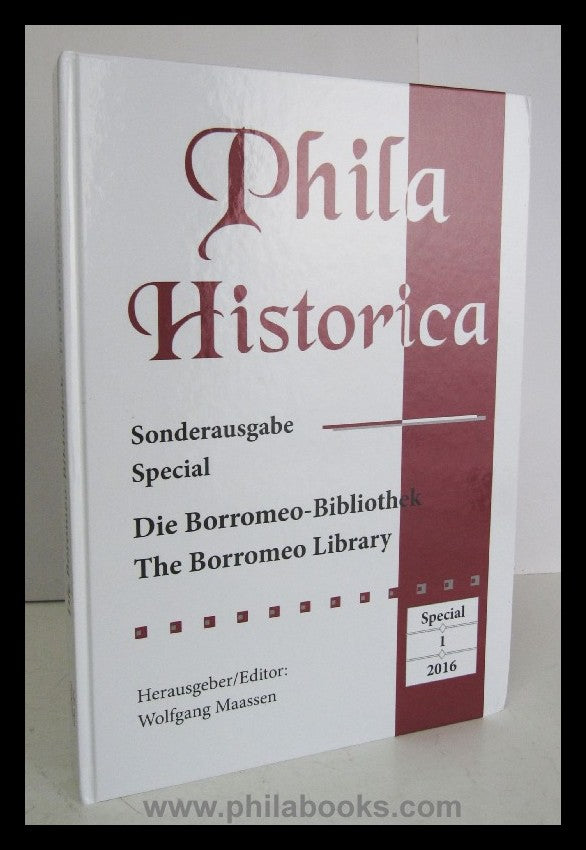 Phila
Historica
Sonderausgabe
Special
Die Borromeo-Bibliothek
The Borromeo Library
Special
1
2016
Herausgeber/Editor:
Wolfgang Maassen
www.philabooks.com